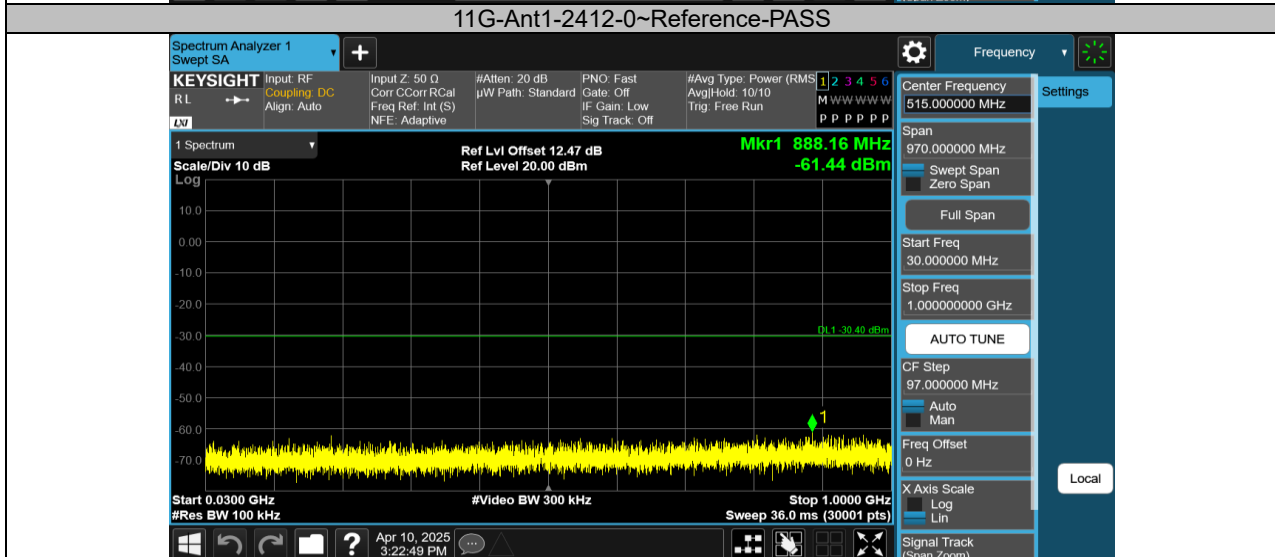 11G-Ant1-2412-0~Reference-PASS
Spectrum Analyzer 1
Swept SA
Frequency
KEYSIGHT
RL
LXI
Input: RF
Coupling: DC
Align: Auto
Input Z: 50 Ω
Corr CCorr RCal
Freq Ref: Int (S)
NFE: Adaptive
#Atten: 20 dB
µW Path: Standard
PNO: Fast
Gate: Off
IF Gain: Low
Sig Track: Off
#Avg Type: Power (RMS
Avg|Hold: 10/10
Trig: Free Run
1 2 3 4 5 6
M W W W W W
P P P P P P
1 Spectrum
Scale/Div 10 dB
Log
Ref Lvl Offset 12.47 dB
Ref Level 20.00 dBm
Mkr1 888.16 MHz
-61.44 dBm
10.0
0.00
-10.0
-20.0
-30.0
DL1 -30.40 dBm
-40.0
-50.0
-60.0
-70.0
1
Start 0.0300 GHz
#Res BW 100 kHz
#Video BW 300 kHz
Stop 1.0000 GHz
Sweep 36.0 ms (30001 pts)
?
Apr 10, 2025
3:22:49 PM
Center Frequency
515.000000 MHz
Span
970.000000 MHz
Swept Span
Zero Span
Full Span
Start Freq
30.000000 MHz
Stop Freq
1.000000000 GHz
AUTO TUNE
CF Step
97.000000 MHz
Auto
Man
Freq Offset
0 Hz
X Axis Scale
Log
Lin
Signal Track
(Span Zoom)
Settings
Local